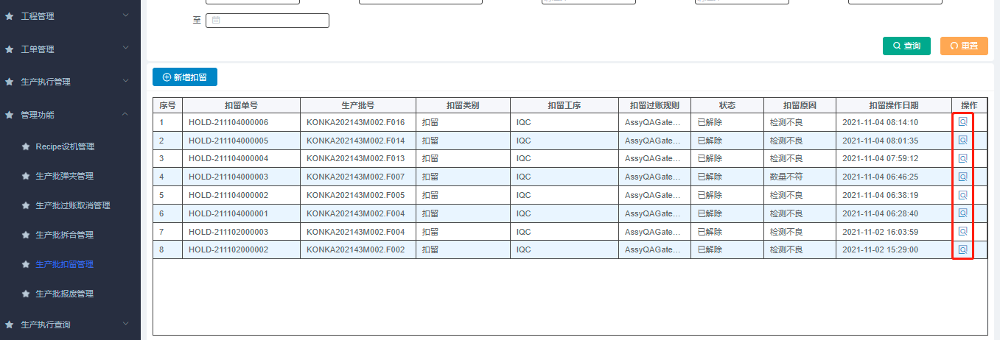 工程管理
工单管理
生产执行管理
管理功能
Recipe设机管理
生产批弹夹管理
生产批过账取消管理
生产批拆合管理
生产批扣留管理
生产批报废管理
生产执行查询
至
查询 重置
新增扣留
序号 扣留单号 生产批号 扣留类别 扣留工序 扣留过账规则 状态 扣留原因 扣留操作日期 操作
1 HOLD-211104000006 KONKA202143M002.F016 扣留 IQC AssyQAGate... 已解除 检测不良 2021-11-04 08:14:10
2 HOLD-211104000005 KONKA202143M002.F014 扣留 IQC AssyQAGate... 已解除 检测不良 2021-11-04 08:01:35
3 HOLD-211104000004 KONKA202143M002.F013 扣留 IQC AssyQAGate... 已解除 检测不良 2021-11-04 07:59:12
4 HOLD-211104000003 KONKA202143M002.F007 扣留 IQC AssyQAGate... 已解除 数量不符 2021-11-04 06:46:25
5 HOLD-211104000002 KONKA202143M002.F005 扣留 IQC AssyQAGate... 已解除 检测不良 2021-11-04 06:38:19
6 HOLD-211104000001 KONKA202143M002.F004 扣留 IQC AssyQAGate... 已解除 检测不良 2021-11-04 06:28:40
7 HOLD-211102000003 KONKA202143M002.F004 扣留 IQC AssyQAGate... 已解除 检测不良 2021-11-02 16:03:59
8 HOLD-211102000002 KONKA202143M002.F002 扣留 IQC AssyQAGate... 已解除 检测不良 2021-11-02 15:29:00